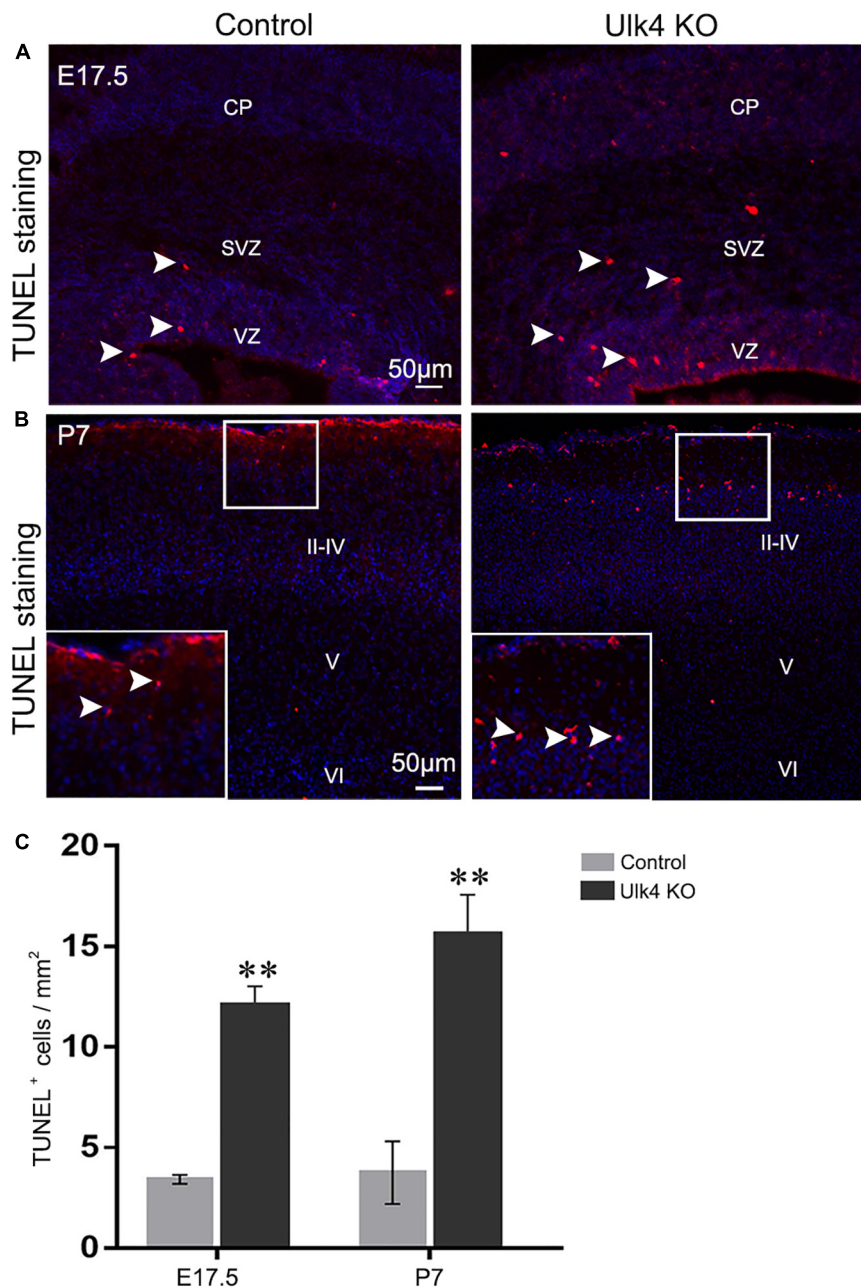 Control
Ulk4 KO
A
E17.5
TUNEL staining
CP
SVZ
VZ
50µm
CP
SVZ
VZ
50µm
B
P7
TUNEL staining
II-IV
V
VI
50µm
II-IV
V
VI
C
TUNEL+ cells / mm2
20
15
10
5
0
**
**
E17.5
P7
Control
Ulk4 KO